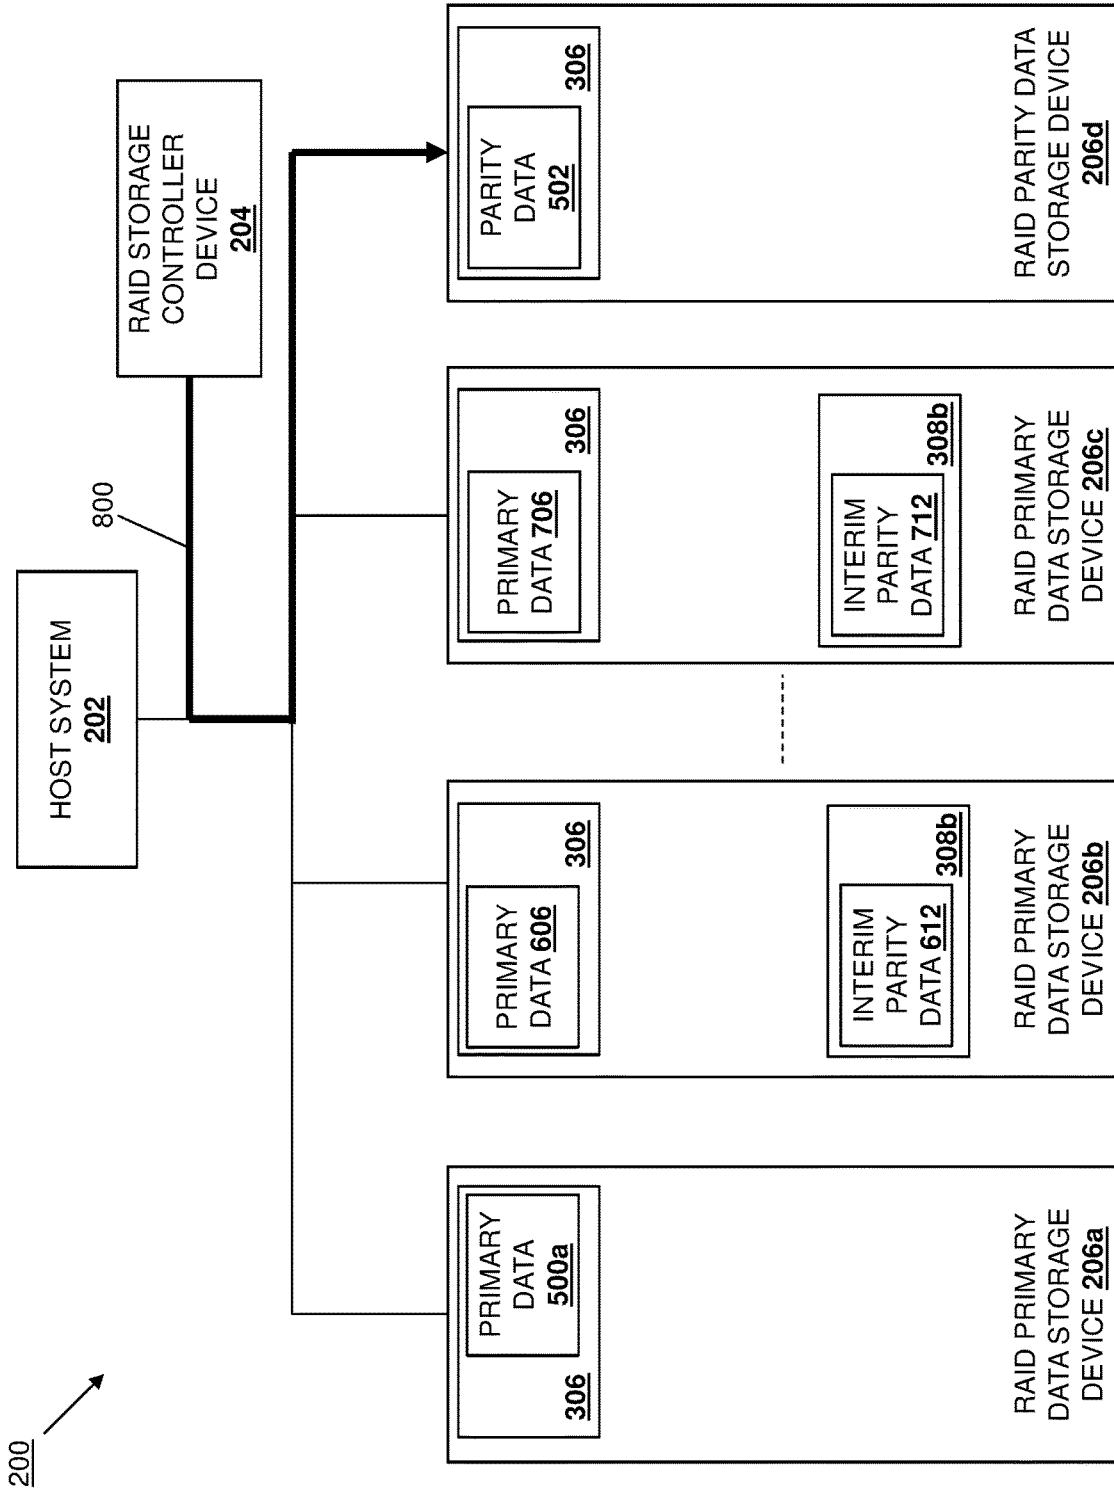 200
HOST SYSTEM
202
800
RAID STORAGE
CONTROLLER
DEVICE
204
306
PRIMARY
DATA
500a
RAID PRIMARY
DATA STORAGE
DEVICE 206a
PRIMARY
DATA 606
306
INTERIM
PARITY
DATA 612
308b
RAID PRIMARY
DATA STORAGE
DEVICE 206b
PRIMARY
DATA 706
306
INTERIM
PARITY
DATA 712
308b
RAID PRIMARY
DATA STORAGE
DEVICE 206c
PARITY
DATA
502
306
RAID PARITY DATA
STORAGE DEVICE
206d